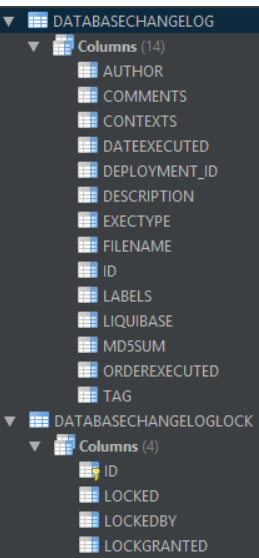 DATABASECHANGELOG
Columns (14)
AUTHOR
COMMENTS
CONTEXTS
DATEEXECUTED
DEPLOYMENT_ID
DESCRIPTION
EXECTYPE
FILENAME
ID
LABELS
LIQUIBASE
MD5SUM
ORDEREXECUTED
TAG
DATABASECHANGELOGLOCK
Columns (4)
ID
LOCKED
LOCKEDBY
LOCKGRANTED